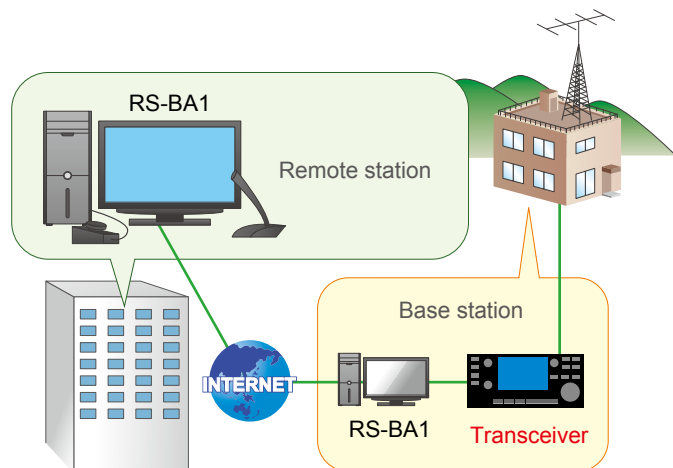 RS-BA1
Remote station
Base station
INTERNET
RS-BA1
Transceiver